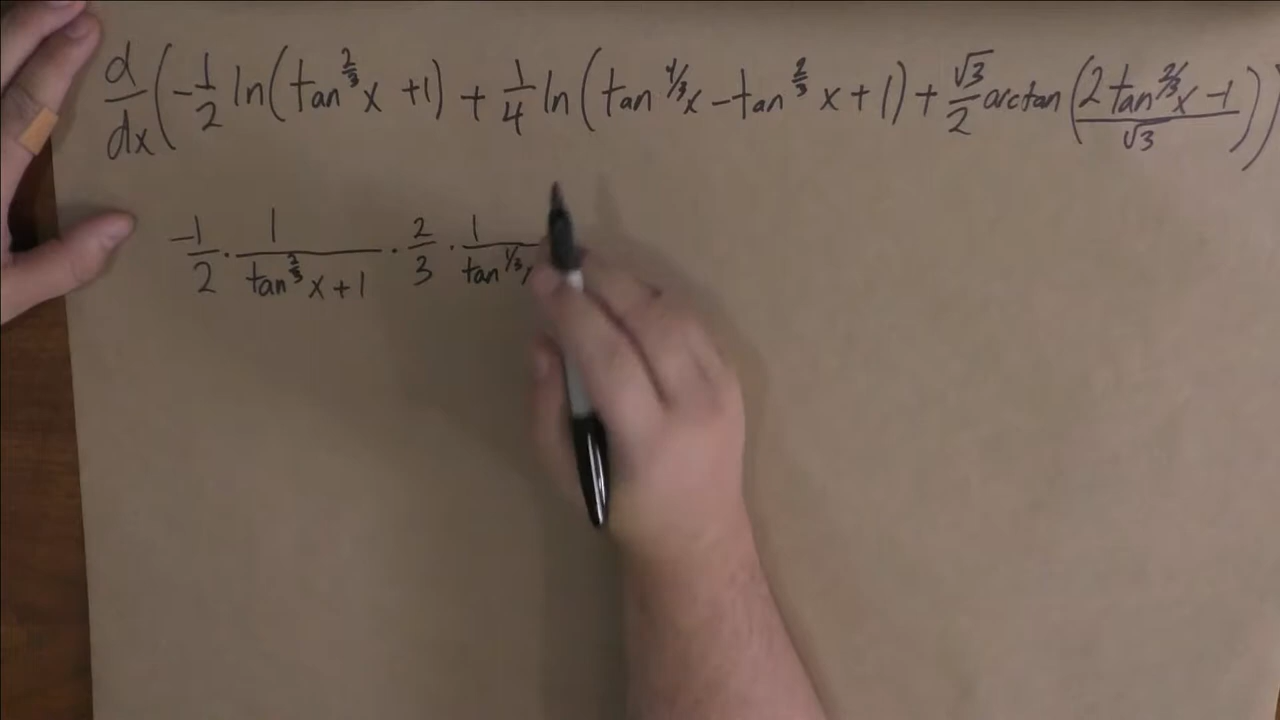 d/dx(-1/2 ln(tan^{2/3}x +1) + 1/4 ln(tan^{4/3}x - tan^{2/3}x + 1) + √3/2 arctan((2tan^{2/3}x - 1)/√3))
-1/2 · 1/(tan^{2/3}x + 1) · 2/3 · 1/(tan^{1/3}x